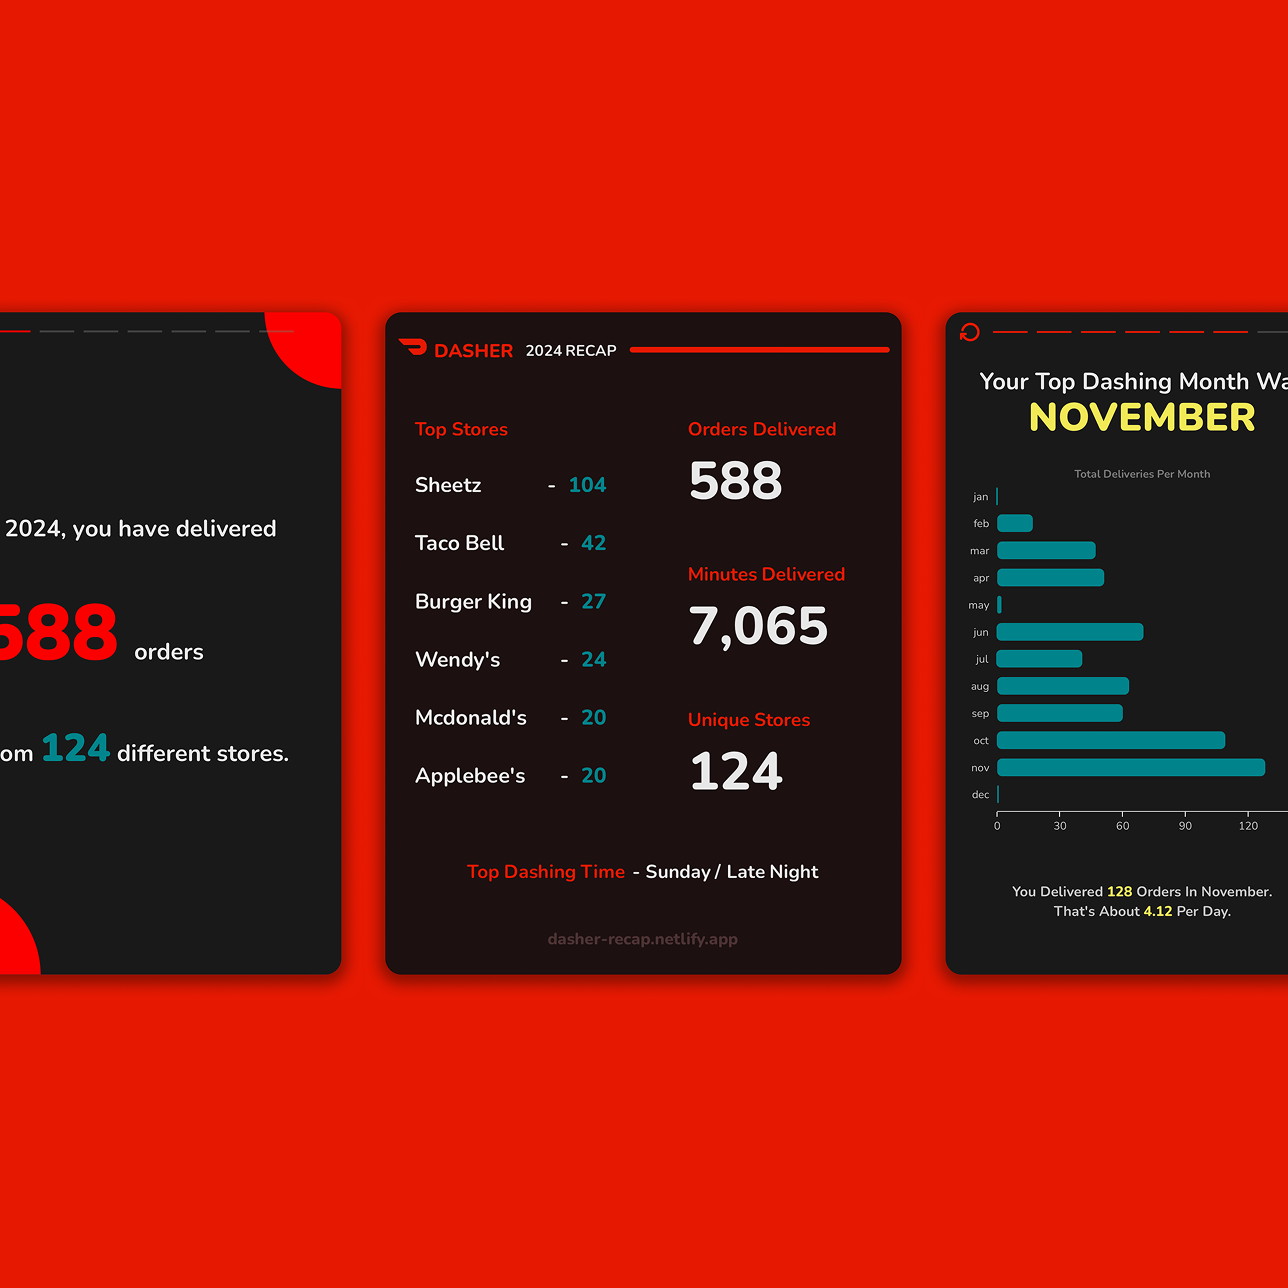 2024, you have delivered
588 orders
om 124 different stores.
DASHER 2024 RECAP
Top Stores
Sheetz - 104
Taco Bell - 42
Burger King - 27
Wendy's - 24
Mcdonald's - 20
Applebee's - 20
Orders Delivered
588
Minutes Delivered
7,065
Unique Stores
124
Top Dashing Time - Sunday / Late Night
dasher-recap.netlify.app
Your Top Dashing Month Wa
NOVEMBER
Total Deliveries Per Month
jan
feb
mar
apr
may
jun
jul
aug
sep
oct
nov
dec
0 30 60 90 120
You Delivered 128 Orders In November.
That's About 4.12 Per Day.